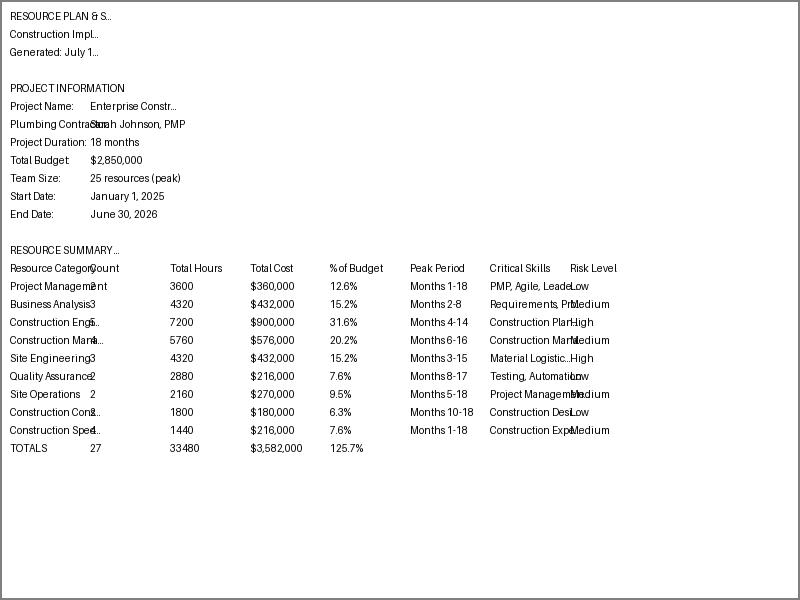 RESOURCE PLAN & S...
Construction Impl...
Generated: July 1...
PROJECT INFORMATION
Project Name: Enterprise Constr...
Plumbing Contractor: Sarah Johnson, PMP
Project Duration: 18 months
Total Budget: $2,850,000
Team Size: 25 resources (peak)
Start Date: January 1, 2025
End Date: June 30, 2026
RESOURCE SUMMARY...
Resource Category Count Total Hours Total Cost % of Budget Peak Period Critical Skills Risk Level
Project Management 2 3600 $360,000 12.6% Months 1-18 PMP, Agile, Leade... Low
Business Analysis 3 4320 $432,000 15.2% Months 2-8 Requirements, Pr... Medium
Construction Engi... 5 7200 $900,000 31.6% Months 4-14 Construction Plan... High
Construction Mana... 4 5760 $576,000 20.2% Months 6-16 Construction Mana... Medium
Site Engineering 3 4320 $432,000 15.2% Months 3-15 Material Logistic... High
Quality Assurance 2 2880 $216,000 7.6% Months 8-17 Testing, Automation Low
Site Operations 2 2160 $270,000 9.5% Months 5-18 Project Manageme... Medium
Construction Cons... 2 1800 $180,000 6.3% Months 10-18 Construction Desi... Low
Construction Spec... 4 1440 $216,000 7.6% Months 1-18 Construction Expe... Medium
TOTALS 27 33480 $3,582,000 125.7%